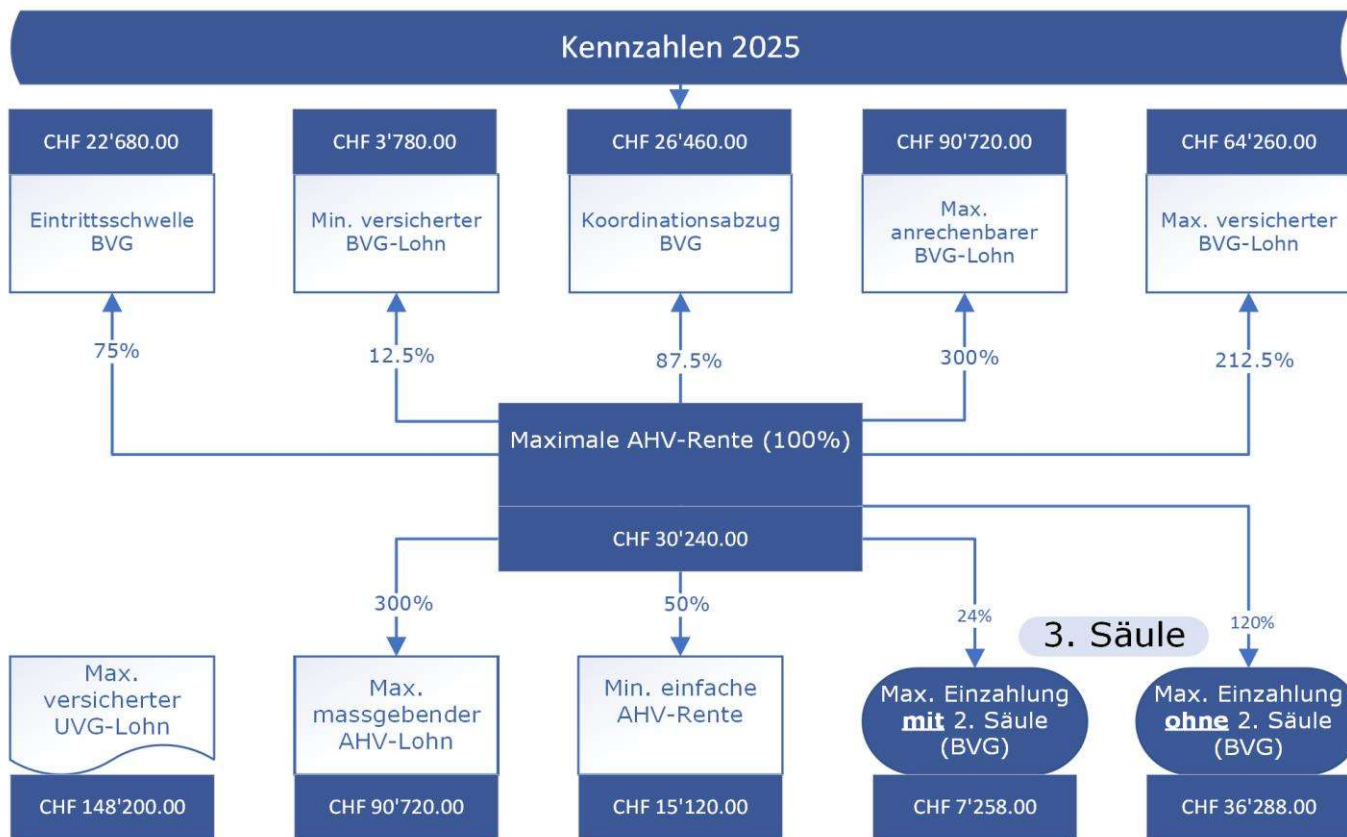 Kennzahlen 2025
CHF 22'680.00
CHF 3'780.00
CHF 26'460.00
CHF 90'720.00
CHF 64'260.00
Eintrittsschwelle
BVG
Min. versicherter
BVG-Lohn
Koordinationsabzug
BVG
Max.
anrechenbarer
BVG-Lohn
Max. versicherter
BVG-Lohn
75%
12.5%
87.5%
300%
212.5%
Maximale AHV-Rente (100%)
CHF 30'240.00
300%
50%
24%
3. Säule
120%
Max.
versicherter
UVG-Lohn
Max.
massgebender
AHV-Lohn
Min. einfache
AHV-Rente
Max. Einzahlung
mit 2. Säule
(BVG)
Max. Einzahlung
ohne 2. Säule
(BVG)
CHF 148'200.00
CHF 90'720.00
CHF 15'120.00
CHF 7'258.00
CHF 36'288.00